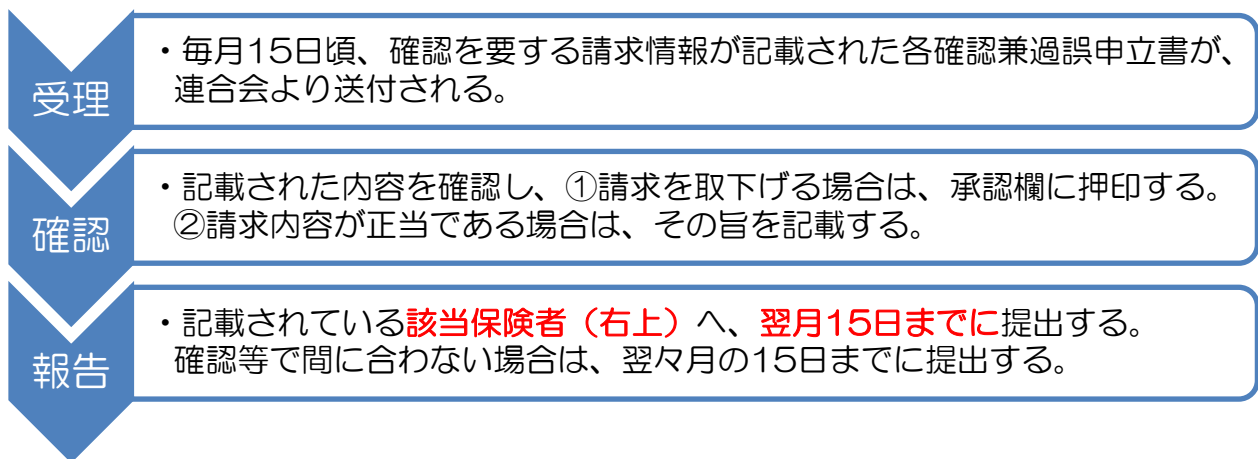 受理
・毎月15日頃、確認を要する請求情報が記載された各確認兼過誤申立書が、
連合会より送付される。
確認
・記載された内容を確認し、①請求を取下げる場合は、承認欄に押印する。
②請求内容が正当である場合は、その旨を記載する。
報告
・記載されている該当保険者（右上）へ、翌月15日までに提出する。
確認等で間に合わない場合は、翌々月の15日までに提出する。